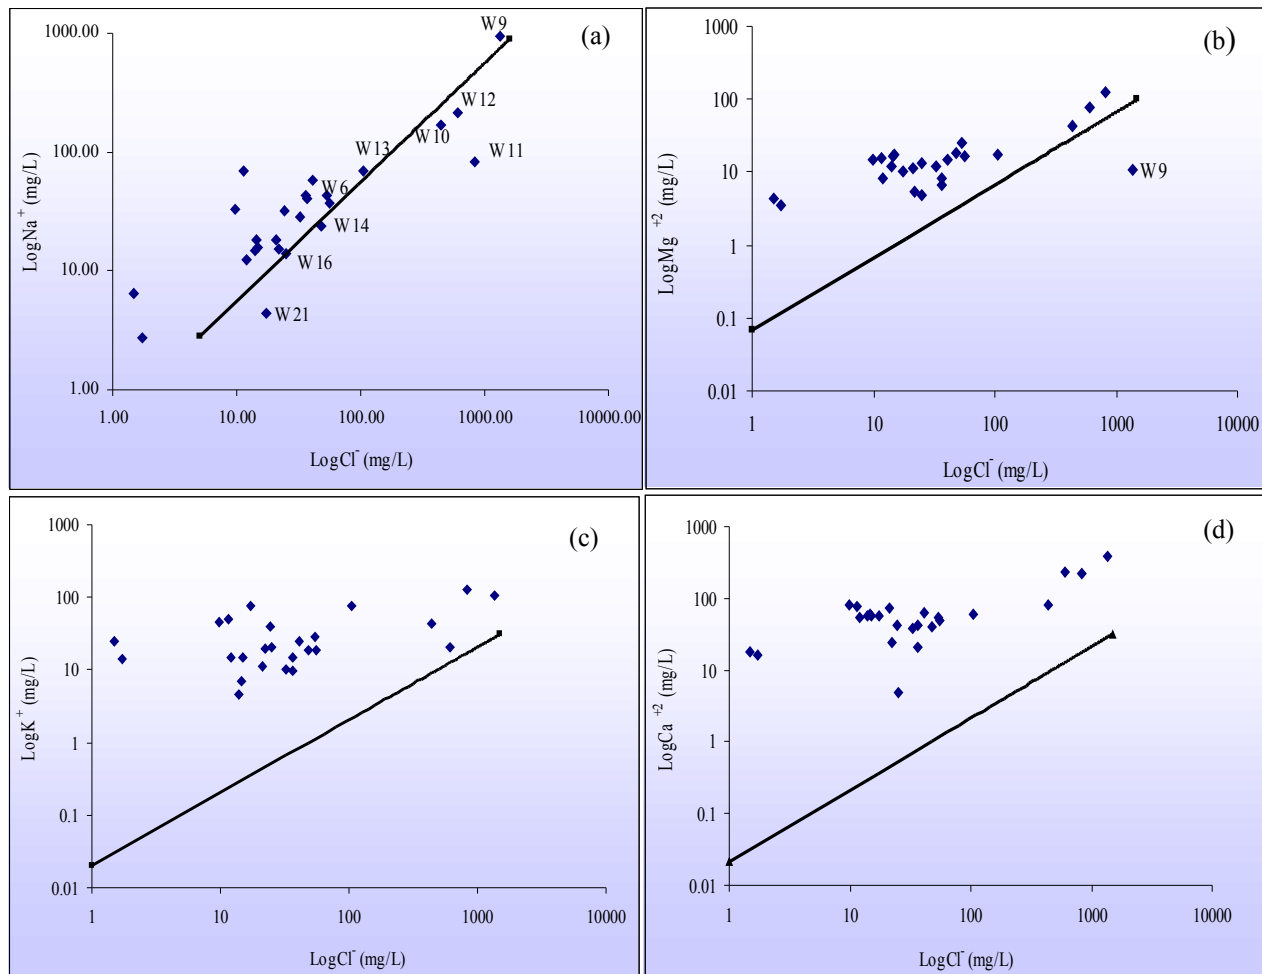 (a)
LogNa⁺ (mg/L)
1000.00
100.00
10.00
1.00
W9
W12
W10
W11
W13
W6
W14
W16
W21
1.00 10.00 100.00 1000.00 10000.00
LogCl⁻ (mg/L)
(b)
LogMg⁺² (mg/L)
1000
100
10
1
0.1
0.01
W9
1 10 100 1000 10000
LogCl⁻ (mg/L)
(c)
LogK⁺ (mg/L)
1000
100
10
1
0.1
0.01
1 10 100 1000 10000
LogCl⁻ (mg/L)
(d)
LogCa⁺² (mg/L)
1000
100
10
1
0.1
0.01
1 10 100 1000 10000
LogCl⁻ (mg/L)